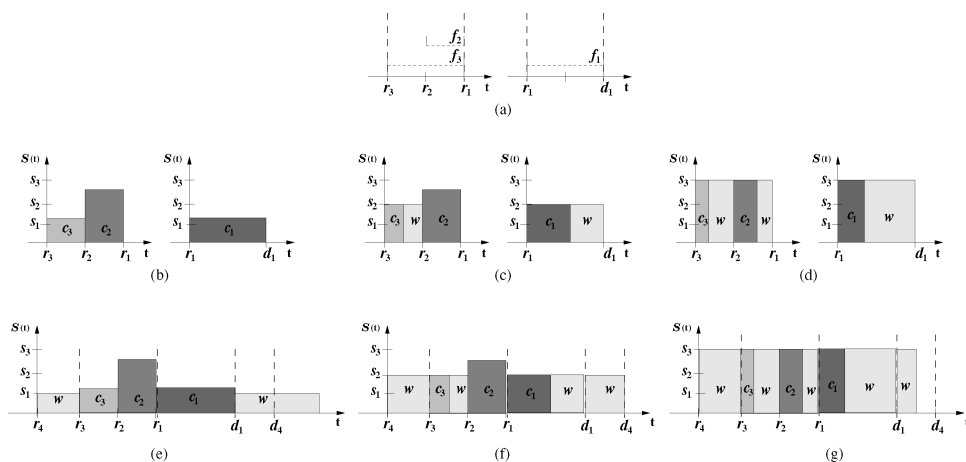 f₂
f₃
r₃ r₂ r₁ t
f₁
r₁ d₁ t
(a)
S(t)
s₃
s₂
s₁
c₃ c₂
r₃ r₂ r₁ t
S(t)
s₃
s₂
s₁
c₁
r₁ d₁ t
(b)
S(t)
s₃
s₂
s₁
c₃ w c₂
r₃ r₂ r₁ t
S(t)
s₃
s₂
s₁
c₁ w
r₁ d₁ t
(c)
S(t)
s₃
s₂
s₁
c₃ w c₂ w
r₃ r₂ r₁ t
S(t)
s₃
s₂
s₁
c₁ w
r₁ d₁ t
(d)
S(t)
s₃
s₂
s₁
w c₃ c₂ c₁ w
r₄ r₃ r₂ r₁ d₁ d₄ t
(e)
S(t)
s₃
s₂
s₁
w c₃ w c₂ c₁ w w
r₄ r₃ r₂ r₁ d₁ d₄ t
(f)
S(t)
s₃
s₂
s₁
w c₃ w c₂ w c₁ w w
r₄ r₃ r₂ r₁ d₁ d₄ t
(g)